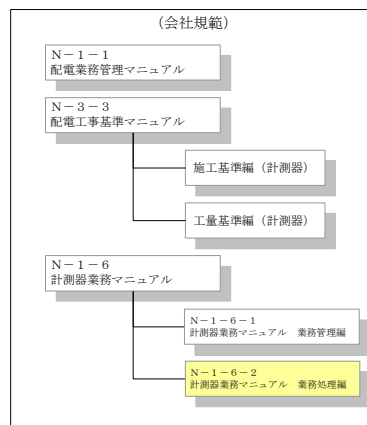 （会社規範）
Ｎ－１－１
配電業務管理マニュアル
Ｎ－３－３
配電工事基準マニュアル
施工基準編（計測器）
工量基準編（計測器）
Ｎ－１－６
計測器業務マニュアル
Ｎ－１－６－１
計測器業務マニュアル　業務管理編
Ｎ－１－６－２
計測器業務マニュアル　業務処理編